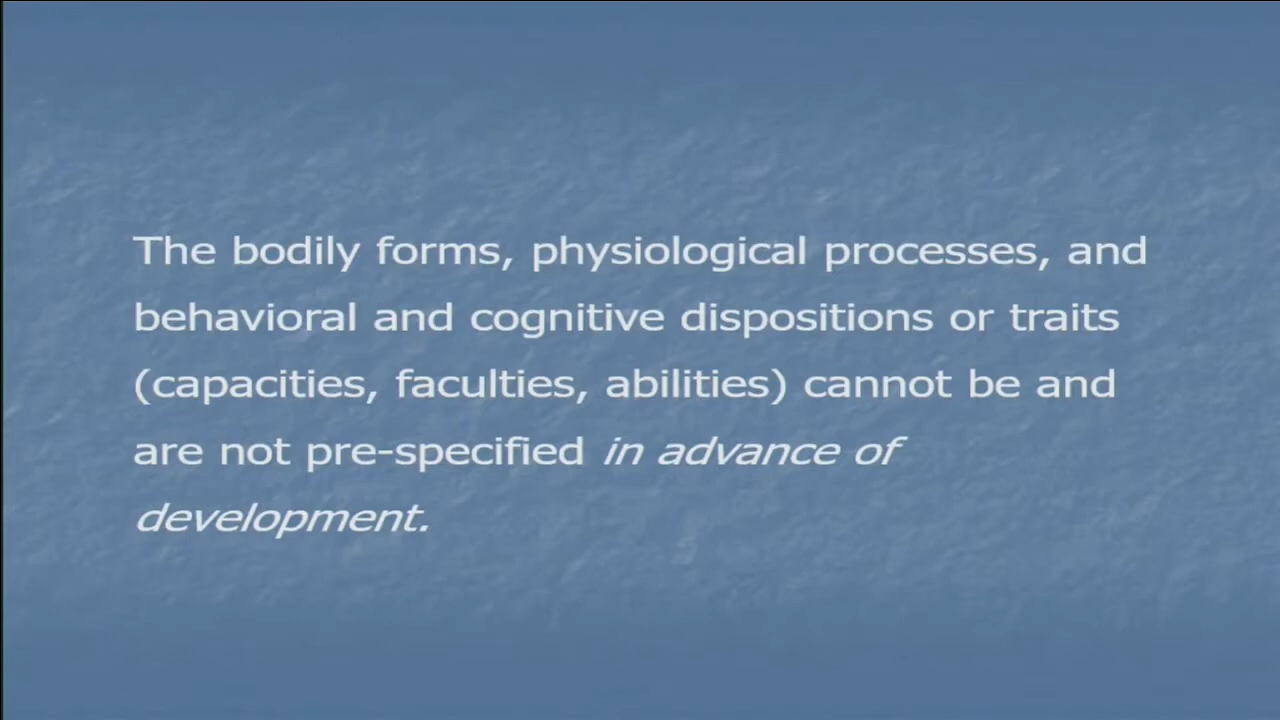 The bodily forms, physiological processes, and
behavioral and cognitive dispositions or traits
(capacities, faculties, abilities) cannot be and
are not pre-specified in advance of
development.